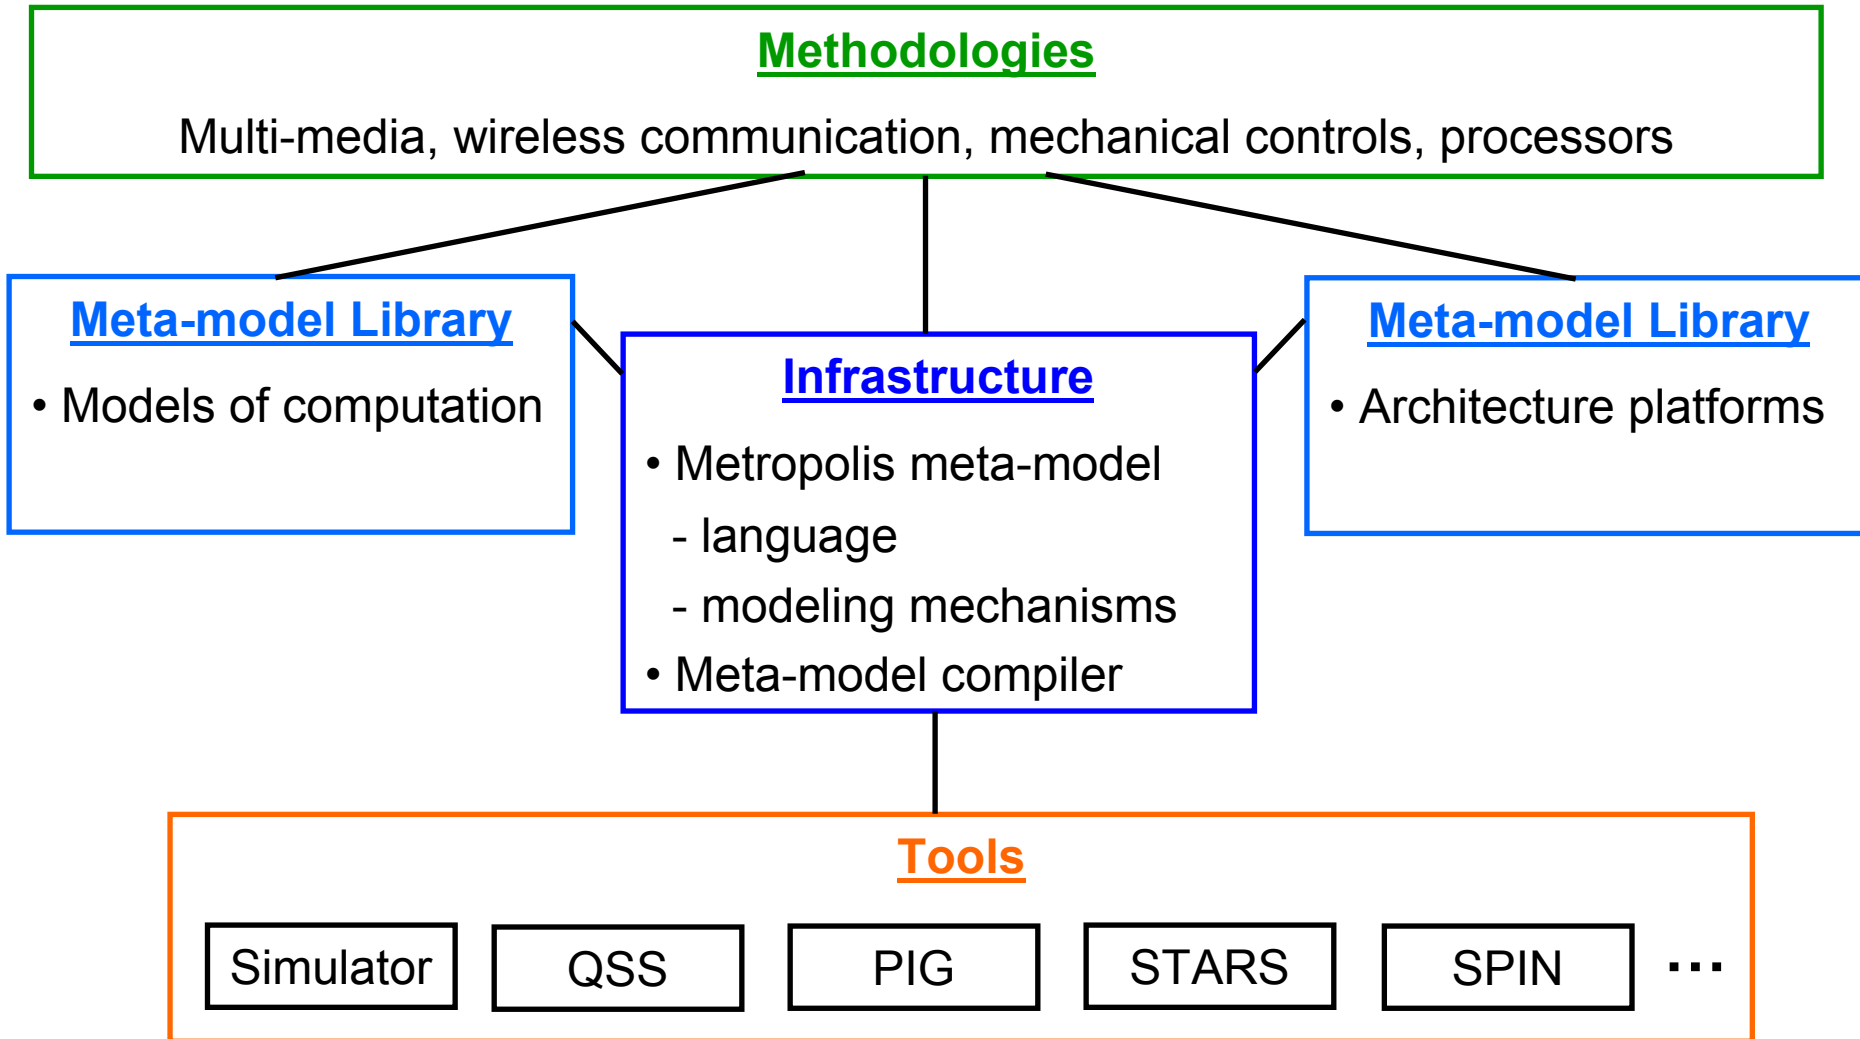 Methodologies
Multi-media, wireless communication, mechanical controls, processors
Meta-model Library
• Models of computation
Infrastructure
• Metropolis meta-model
- language
- modeling mechanisms
• Meta-model compiler
Meta-model Library
• Architecture platforms
Tools
Simulator
QSS
PIG
STARS
SPIN
...